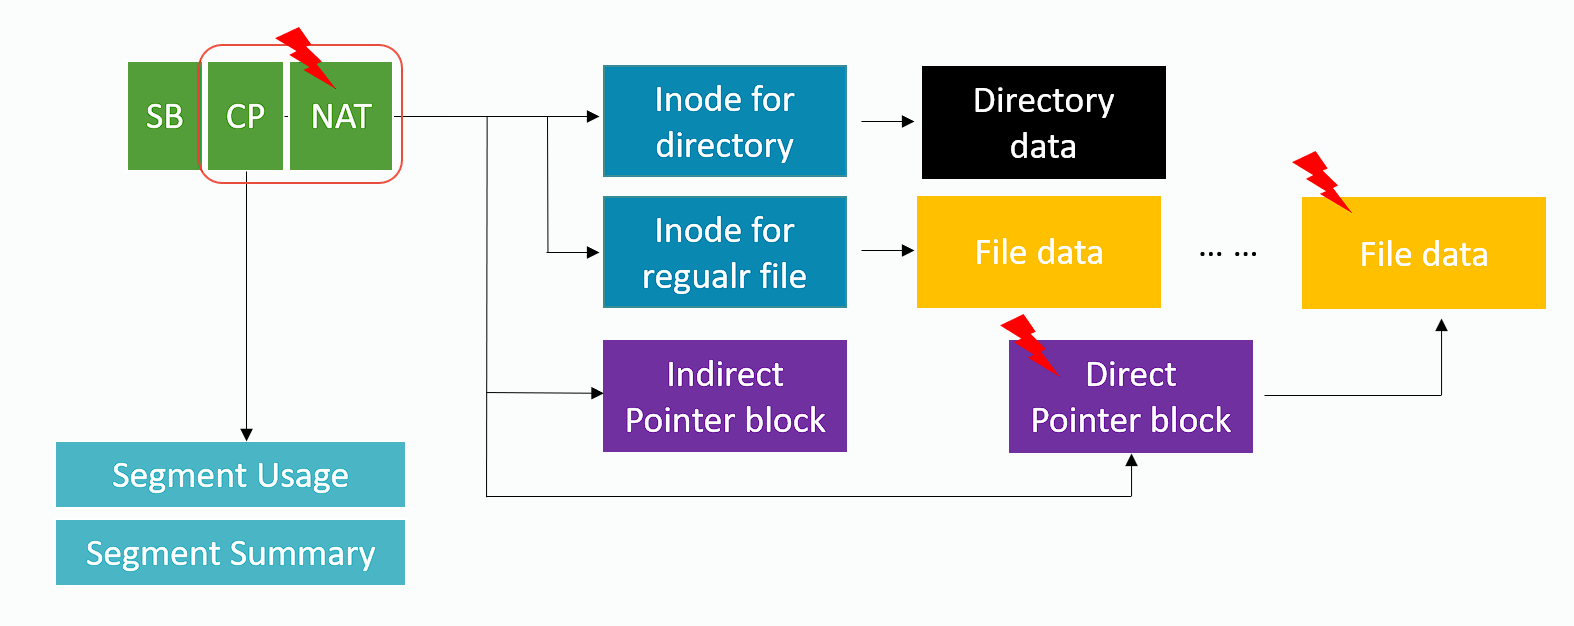 SB
CP
NAT
Inode for
directory
Directory
data
Inode for
regualr file
File data
... ...
File data
Indirect
Pointer block
Direct
Pointer block
Segment Usage
Segment Summary